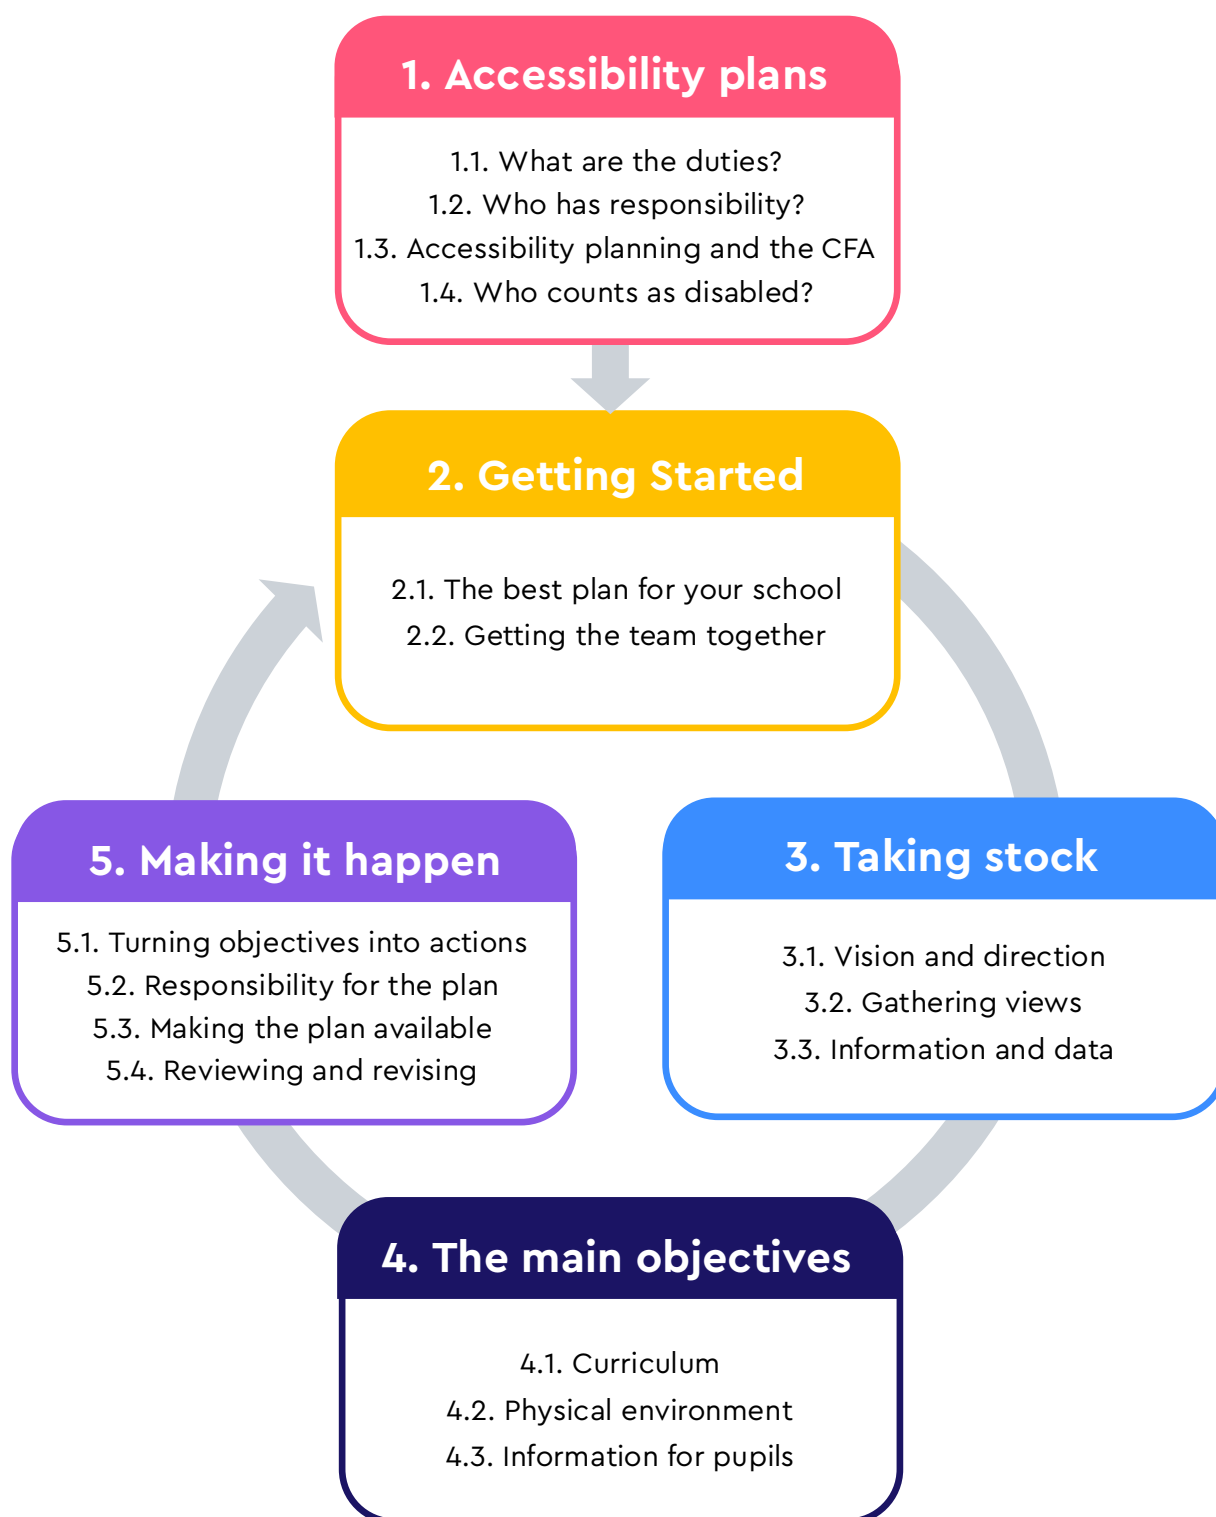 1. Accessibility plans
1.1. What are the duties?
1.2. Who has responsibility?
1.3. Accessibility planning and the CFA
1.4. Who counts as disabled?
2. Getting Started
2.1. The best plan for your school
2.2. Getting the team together
3. Taking stock
3.1. Vision and direction
3.2. Gathering views
3.3. Information and data
4. The main objectives
4.1. Curriculum
4.2. Physical environment
4.3. Information for pupils
5. Making it happen
5.1. Turning objectives into actions
5.2. Responsibility for the plan
5.3. Making the plan available
5.4. Reviewing and revising